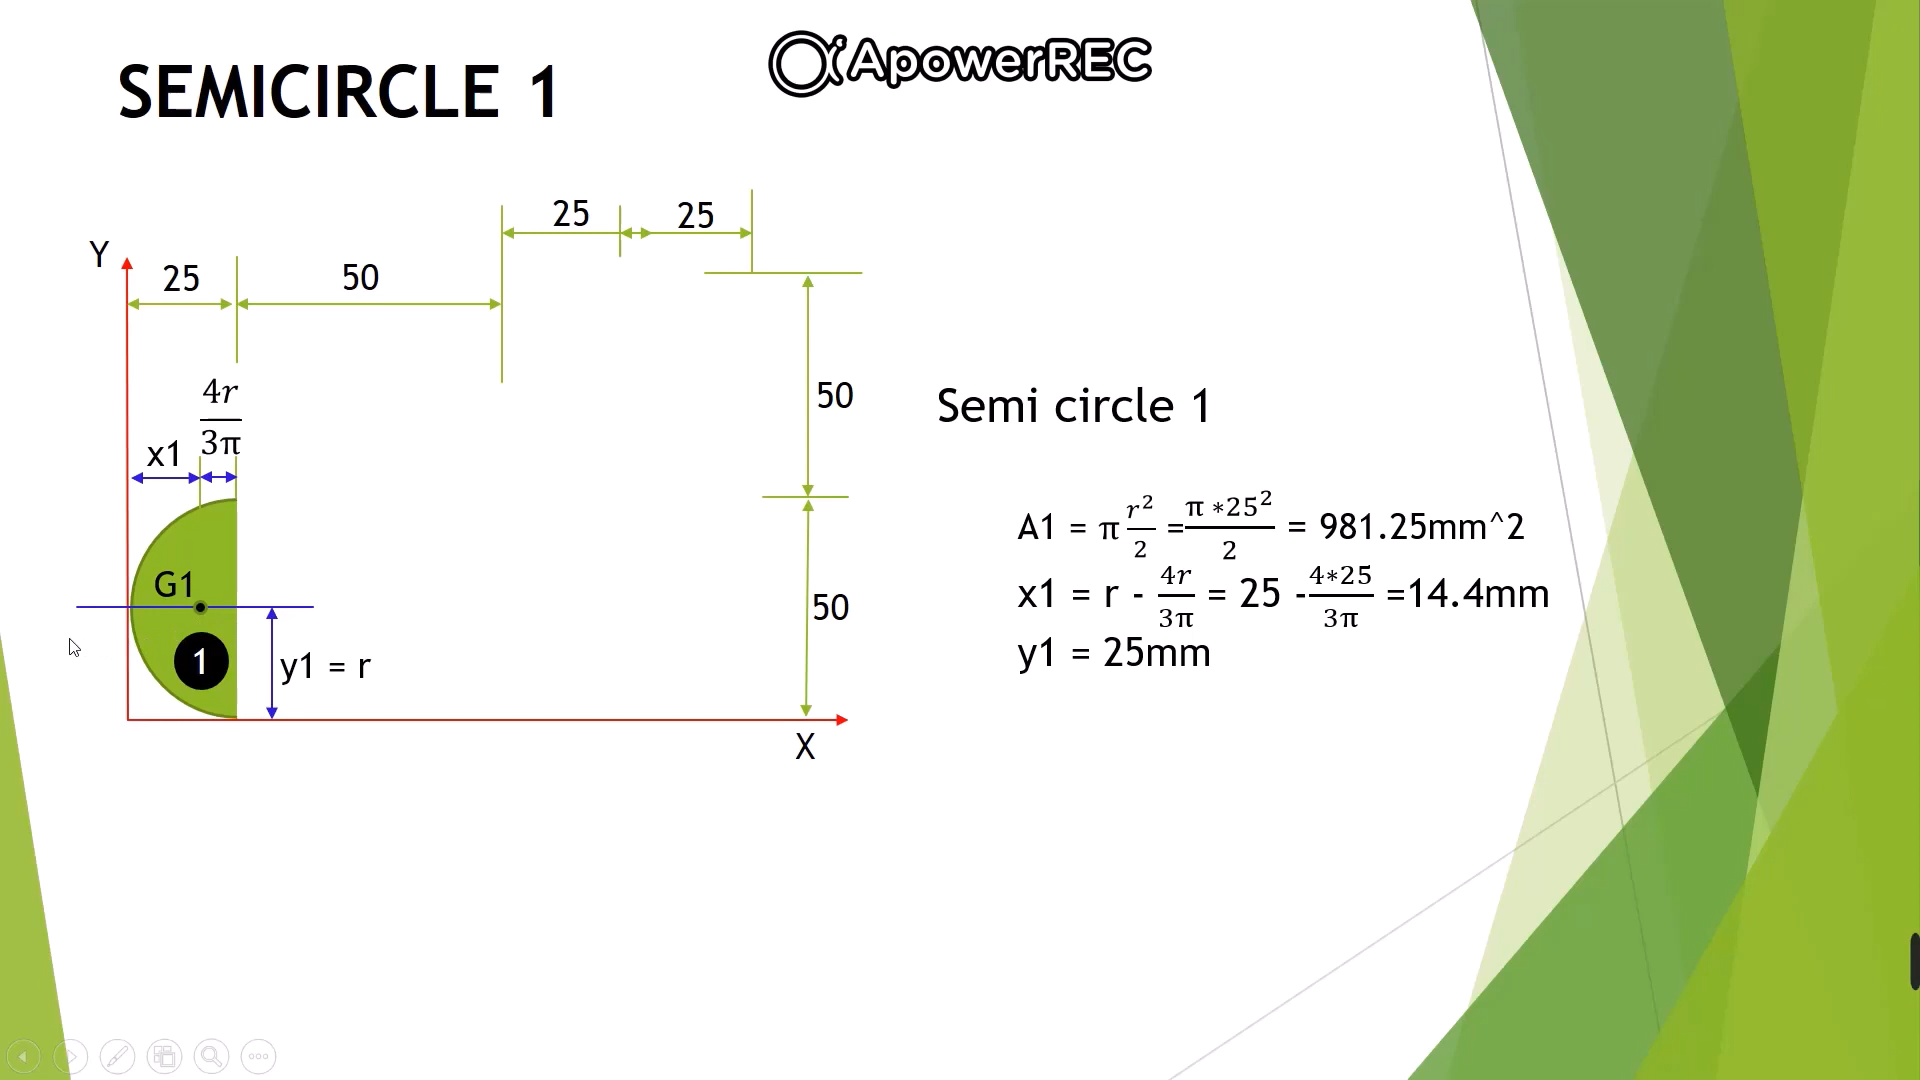 SEMICIRCLE 1
ApowerREC
25 25
Y
25 50
4r
3π
x1
50
G1
1
y1 = r
50
X
Semi circle 1
A1 = π r²/2 = π *25²/2 = 981.25mm^2
x1 = r - 4r/3π = 25 - 4*25/3π =14.4mm
y1 = 25mm